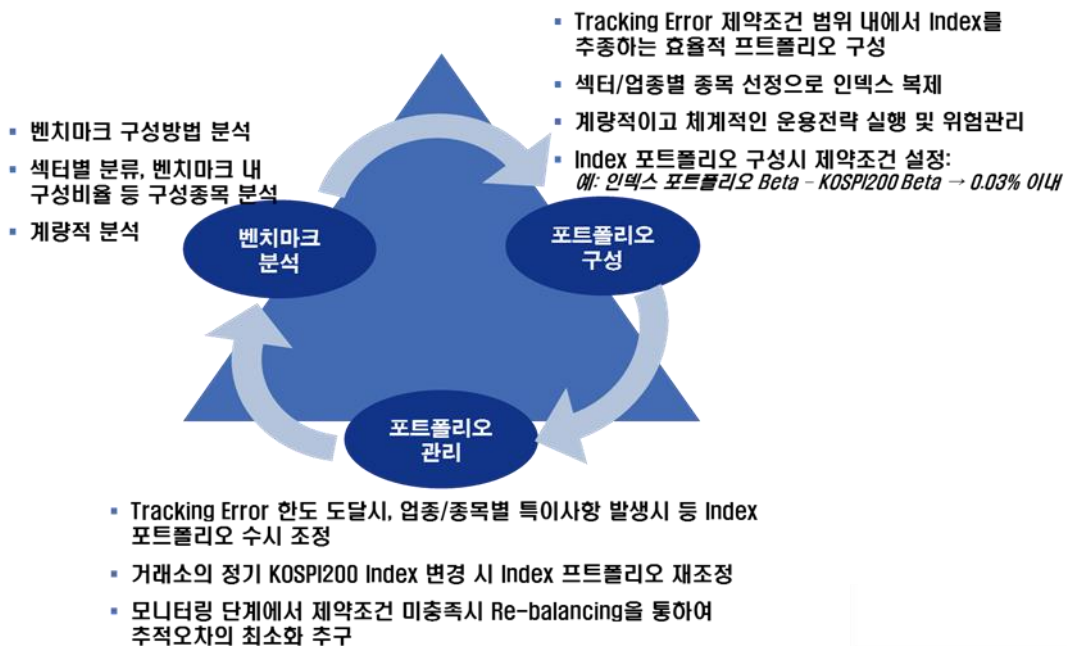 ▪ Tracking Error 제약조건 범위 내에서 Index를
추종하는 효율적 프트폴리오 구성
▪ 섹터/업종별 종목 선정으로 인덱스 복제
▪ 계량적이고 체계적인 운용전략 실행 및 위험관리
▪ Index 포트폴리오 구성시 제약조건 설정:
예: 인덱스 포트폴리오 Beta – KOSPI200 Beta → 0.03% 이내
▪ 벤치마크 구성방법 분석
▪ 섹터별 분류, 벤치마크 내
구성비율 등 구성종목 분석
▪ 계량적 분석
벤치마크
분석
포트폴리오
구성
포트폴리오
관리
▪ Tracking Error 한도 도달시, 업종/종목별 특이사항 발생시 등 Index
포트폴리오 수시 조정
▪ 거래소의 정기 KOSPI200 Index 변경 시 Index 프트폴리오 재조정
▪ 모니터링 단계에서 제약조건 미충족시 Re-balancing을 통하여
추적오차의 최소화 추구